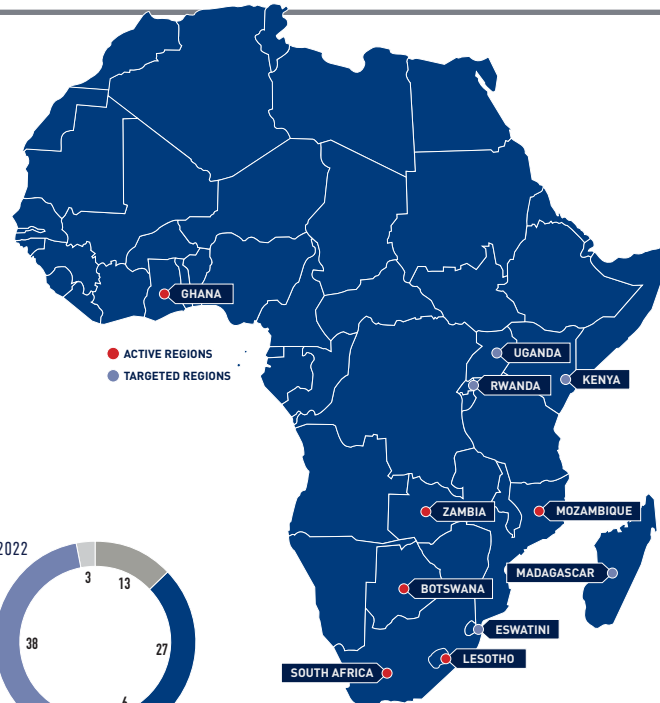 GHANA
ACTIVE REGIONS
UGANDA
TARGETED REGIONS
RWANDA
KENYA
ZAMBIA
MOZAMBIQUE
2022
3
13
MADAGASCAR
BOTSWANA
ESWATINI
38
27
LESOTHO
SOUTH AFRICA